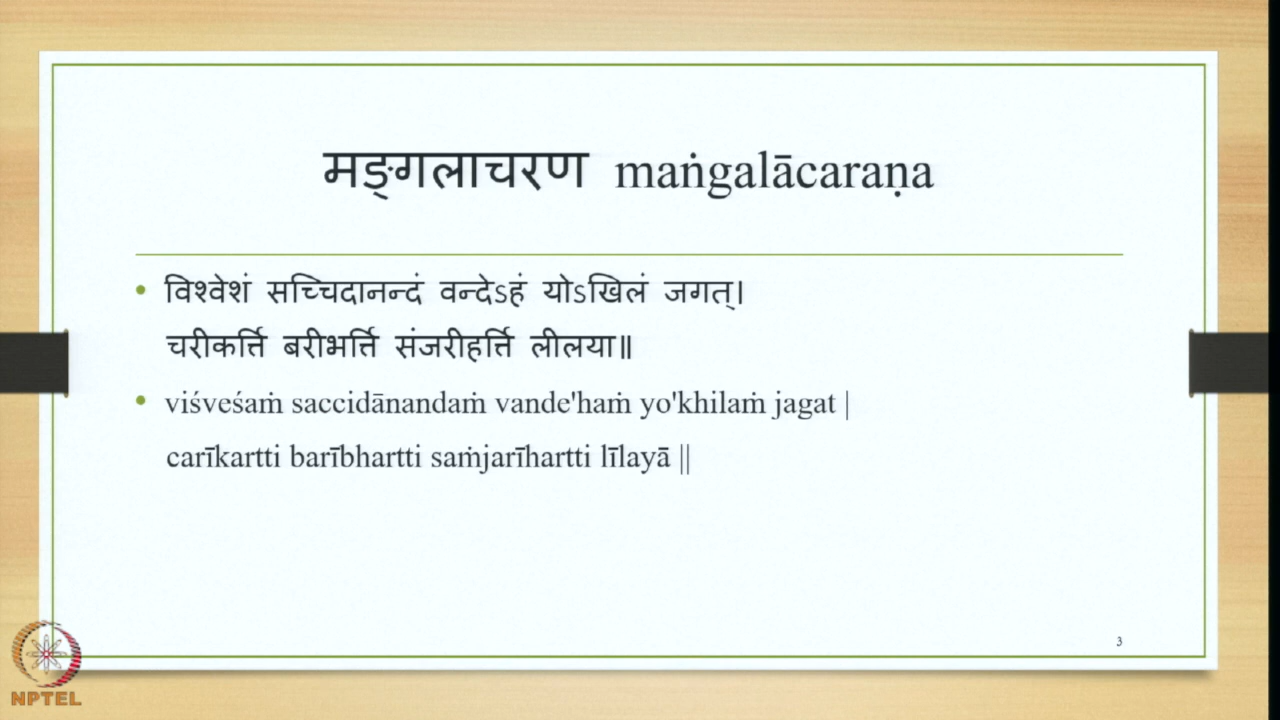 मङ्गलाचरण maṅgalācaraṇa
• विश्वेशं सच्चिदानन्दं वन्देऽहं योऽखिलं जगत्।
चरीकर्त्ति बरीभर्त्ति संजरीहर्त्ति लीलया॥
• viśveśaṁ saccidānandaṁ vande'haṁ yo'khilaṁ jagat |
carīkartti barībhartti saṁjarīhartti līlayā ||
3
NPTEL